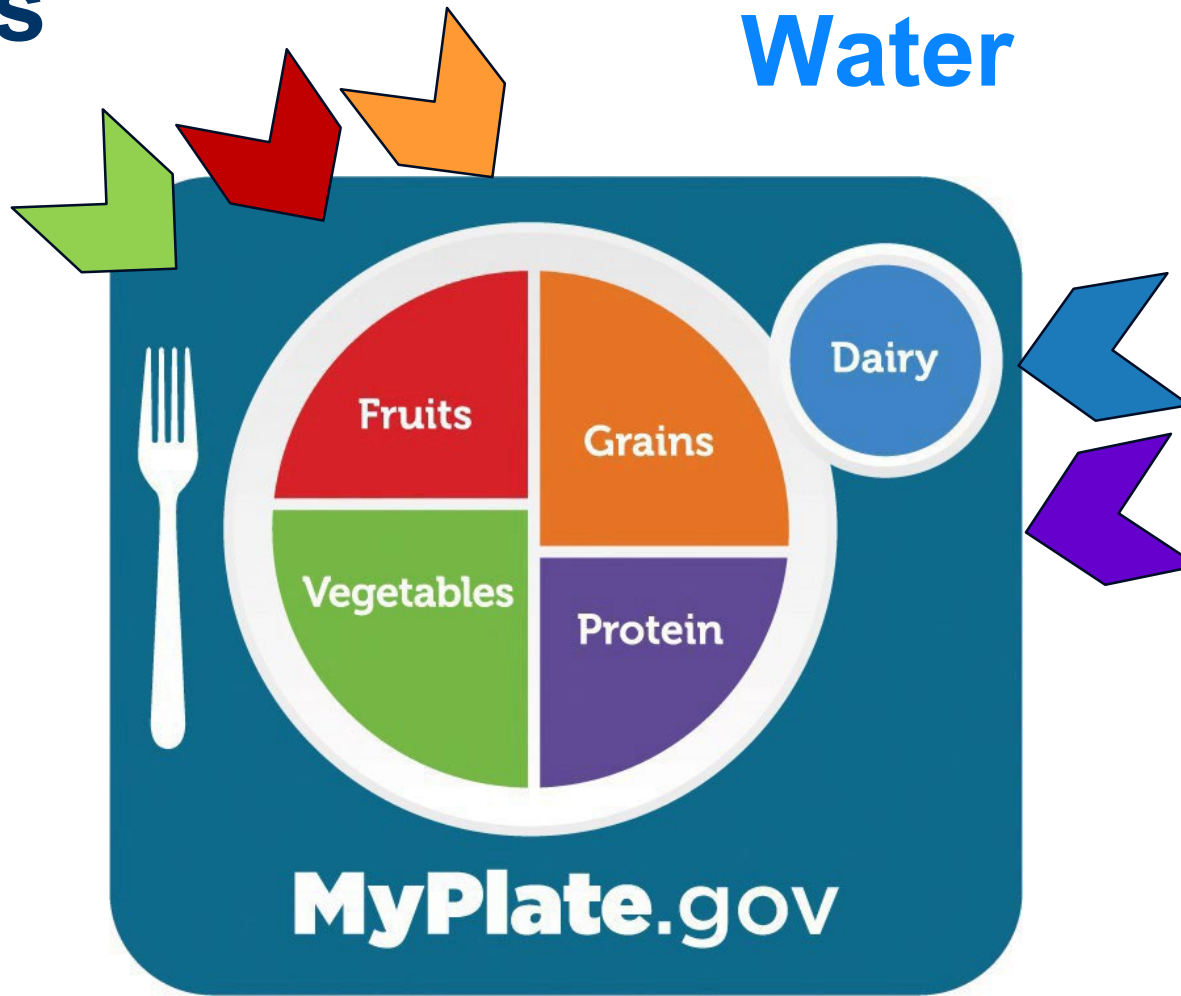 s
Water
Dairy
Fruits
Grains
Vegetables
Protein
MyPlate.gov